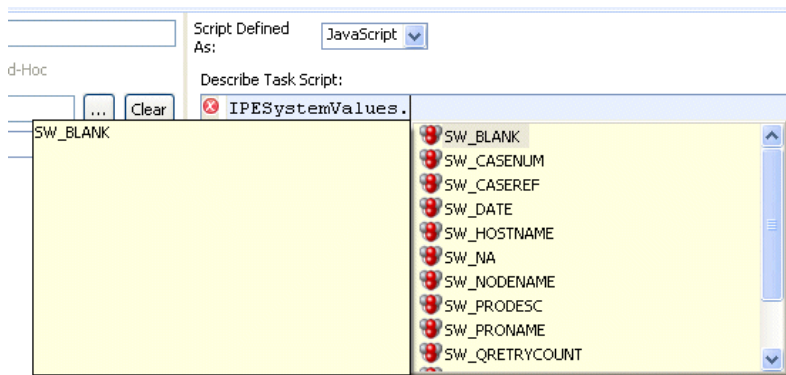 Script Defined
As:
JavaScript
d-Hoc
Describe Task Script:
...
Clear
IPESystemValues.
SW_BLANK
SW_BLANK
SW_CASENUM
SW_CASEREF
SW_DATE
SW_HOSTNAME
SW_NA
SW_NODENAME
SW_PRODESC
SW_PRONAME
SW_QRETRYCOUNT